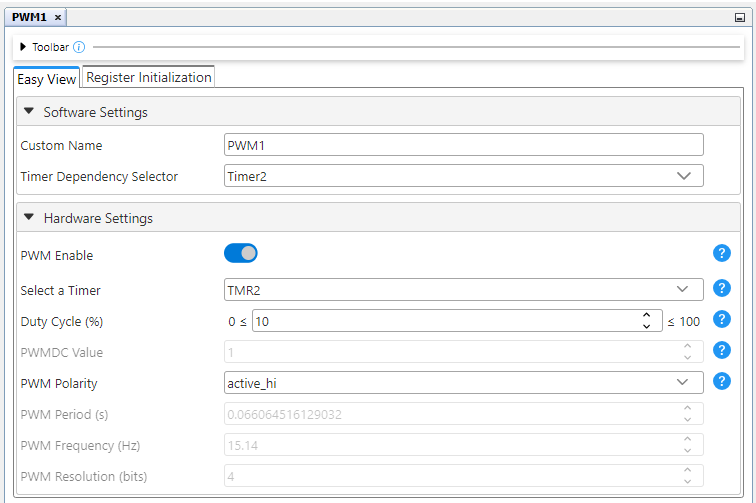 PWM1 ×
Toolbar
Easy View
Register Initialization
Software Settings
Custom Name
PWM1
Timer Dependency Selector
Timer2
Hardware Settings
PWM Enable
?
Select a Timer
TMR2
?
Duty Cycle (%)
0 ≤ 10 ≤ 100
?
PWMDC Value
1
?
PWM Polarity
active_hi
?
PWM Period (s)
0.066064516129032
PWM Frequency (Hz)
15.14
PWM Resolution (bits)
4